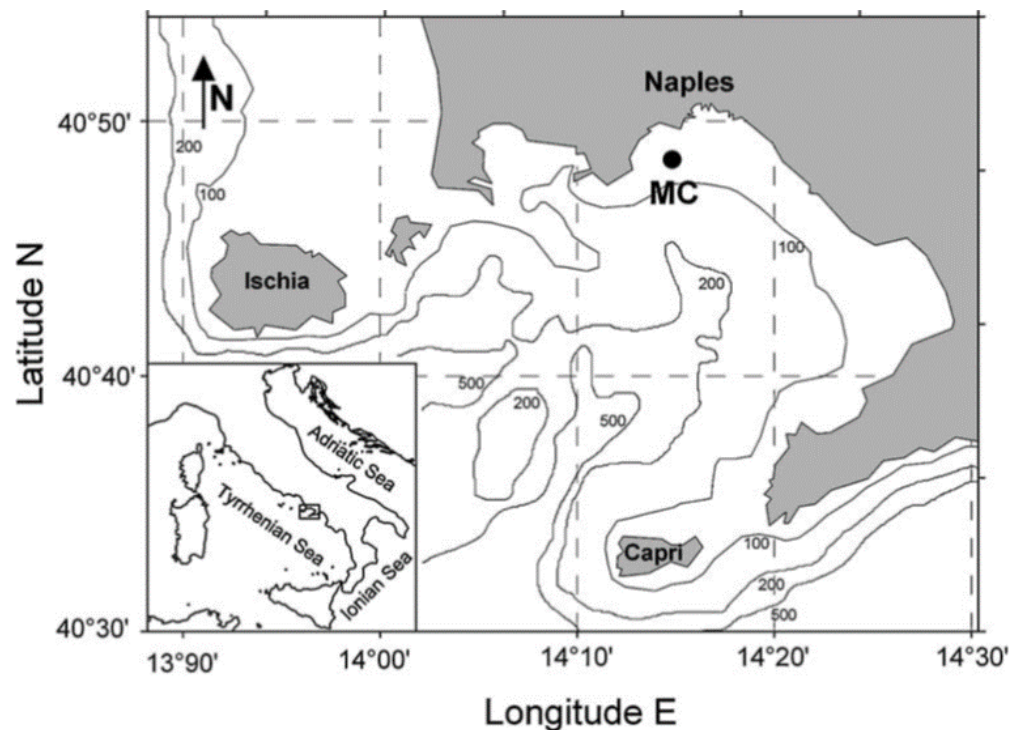 Naples
N
40°50'
200
MC
100
100
Ischia
200
Latitude N
40°40'
500
200
500
Adriatic Sea
Tyrrhenian Sea
Ionian Sea
Capri
100
200
500
40°30'
13°90'
14°00'
14°10'
14°20'
14°30'
Longitude E